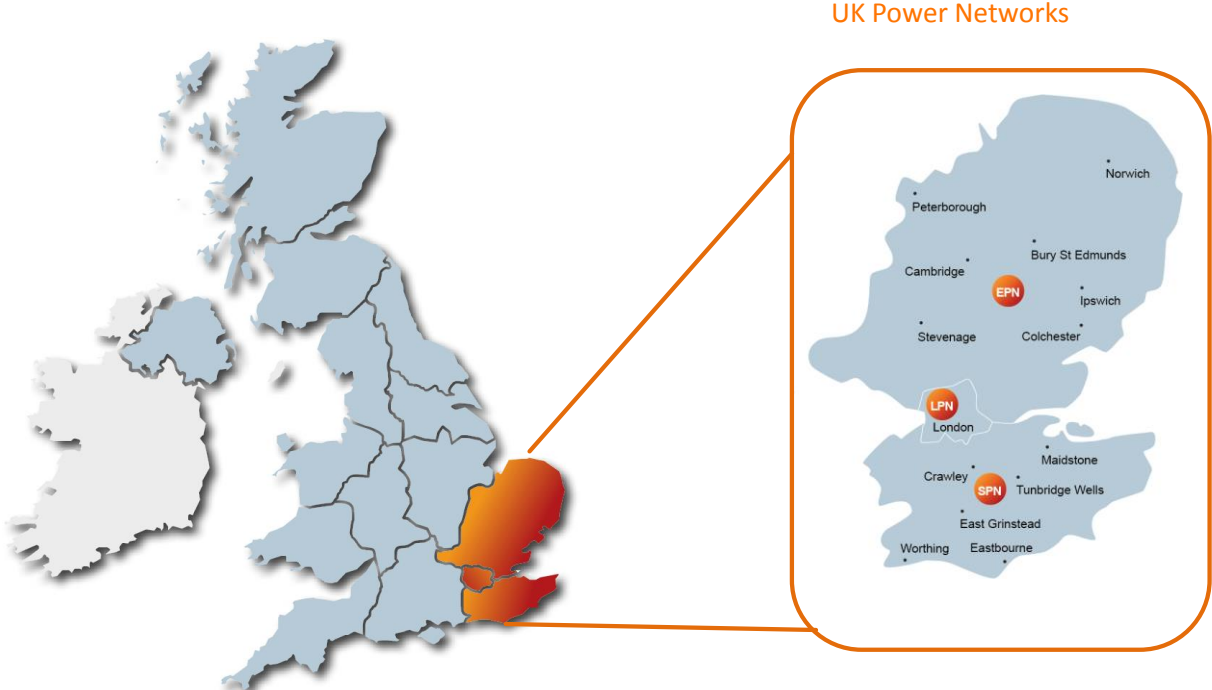 UK Power Networks
Norwich
Peterborough
Bury St Edmunds
Cambridge
EPN
Ipswich
Stevenage
Colchester
LPN
London
Maidstone
Crawley
SPN
Tunbridge Wells
East Grinstead
Worthing
Eastbourne